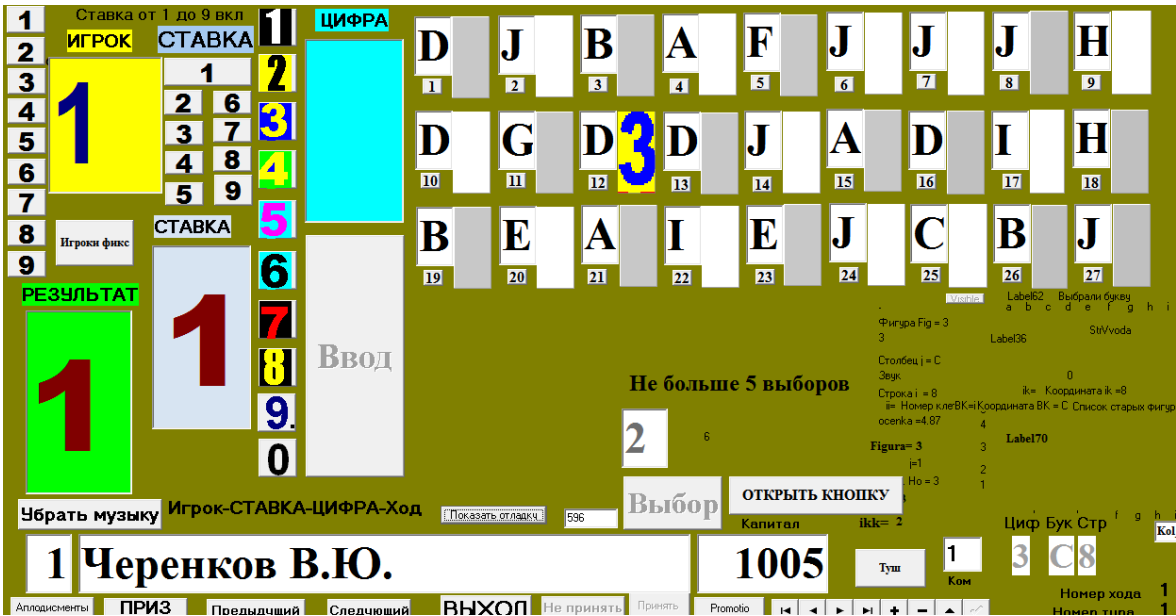 Ставка от 1 до 9 вкл
ИГРОК СТАВКА ЦИФРА
1 2 3 4 5 6 7 8 9
1
1
2 6
3 7
4 8
5 9
1 2 3 4 5 6 7 8 9. 0
D J B A F J J J H
1 2 3 4 5 6 7 8 9
D G D 3 D J A D I H
10 11 12 13 14 15 16 17 18
B E A I E J C B J
19 20 21 22 23 24 25 26 27
Игроки фикс
СТАВКА
1
РЕЗУЛЬТАТ
1
Ввод
Visible Label62 Выбрали букву
a b c d e f g h i
Фигура Fig = 3
3 Label36 StrVvoda
Столбец j = C
Звук 0
Строка i = 8 ik= Координата ik =8
Координата BK = C Список старых фигур
ocenka =4.87 4
Figura= 3 3 Label70
j=1 2
Ho = 3 1
Не больше 5 выборов
2 6
Выбор ОТКРЫТЬ КНОПКУ
Убрать музыку Игрок-СТАВКА-ЦИФРА-Ход Показать отладку 596
Капитал ikk= 2
f g h i
Циф Бук Стр
3 C 8
Kol
1 Черенков В.Ю. 1005 Туш 1
Ком
Номер хода 1
Номер тура 1
Аплодисменты ПРИЗ Предыдущий Следующий ВЫХОД Не принять Принять Promotio